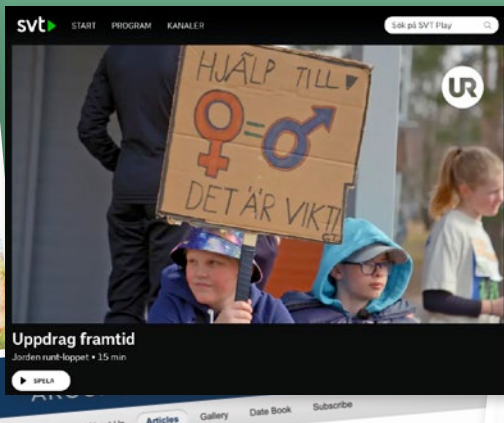 svt
START PROGRAM KANALER
Sök på SVT Play
UR
HJÄLP TILL
=
DET ÄR VIKT
Uppdrag framtid
Jorden runt-loppet • 15 min
SPELA
Articles Gallery Date Book Subscribe